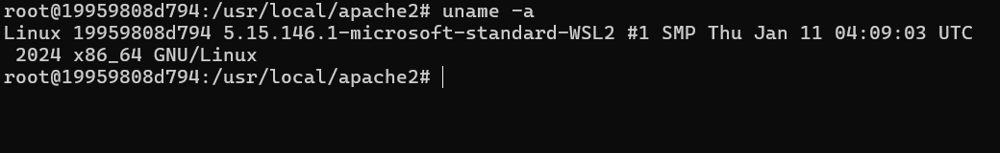 root@19959808d794:/usr/local/apache2# uname -a
Linux 19959808d794 5.15.146.1-microsoft-standard-WSL2 #1 SMP Thu Jan 11 04:09:03 UTC
 2024 x86_64 GNU/Linux
root@19959808d794:/usr/local/apache2#